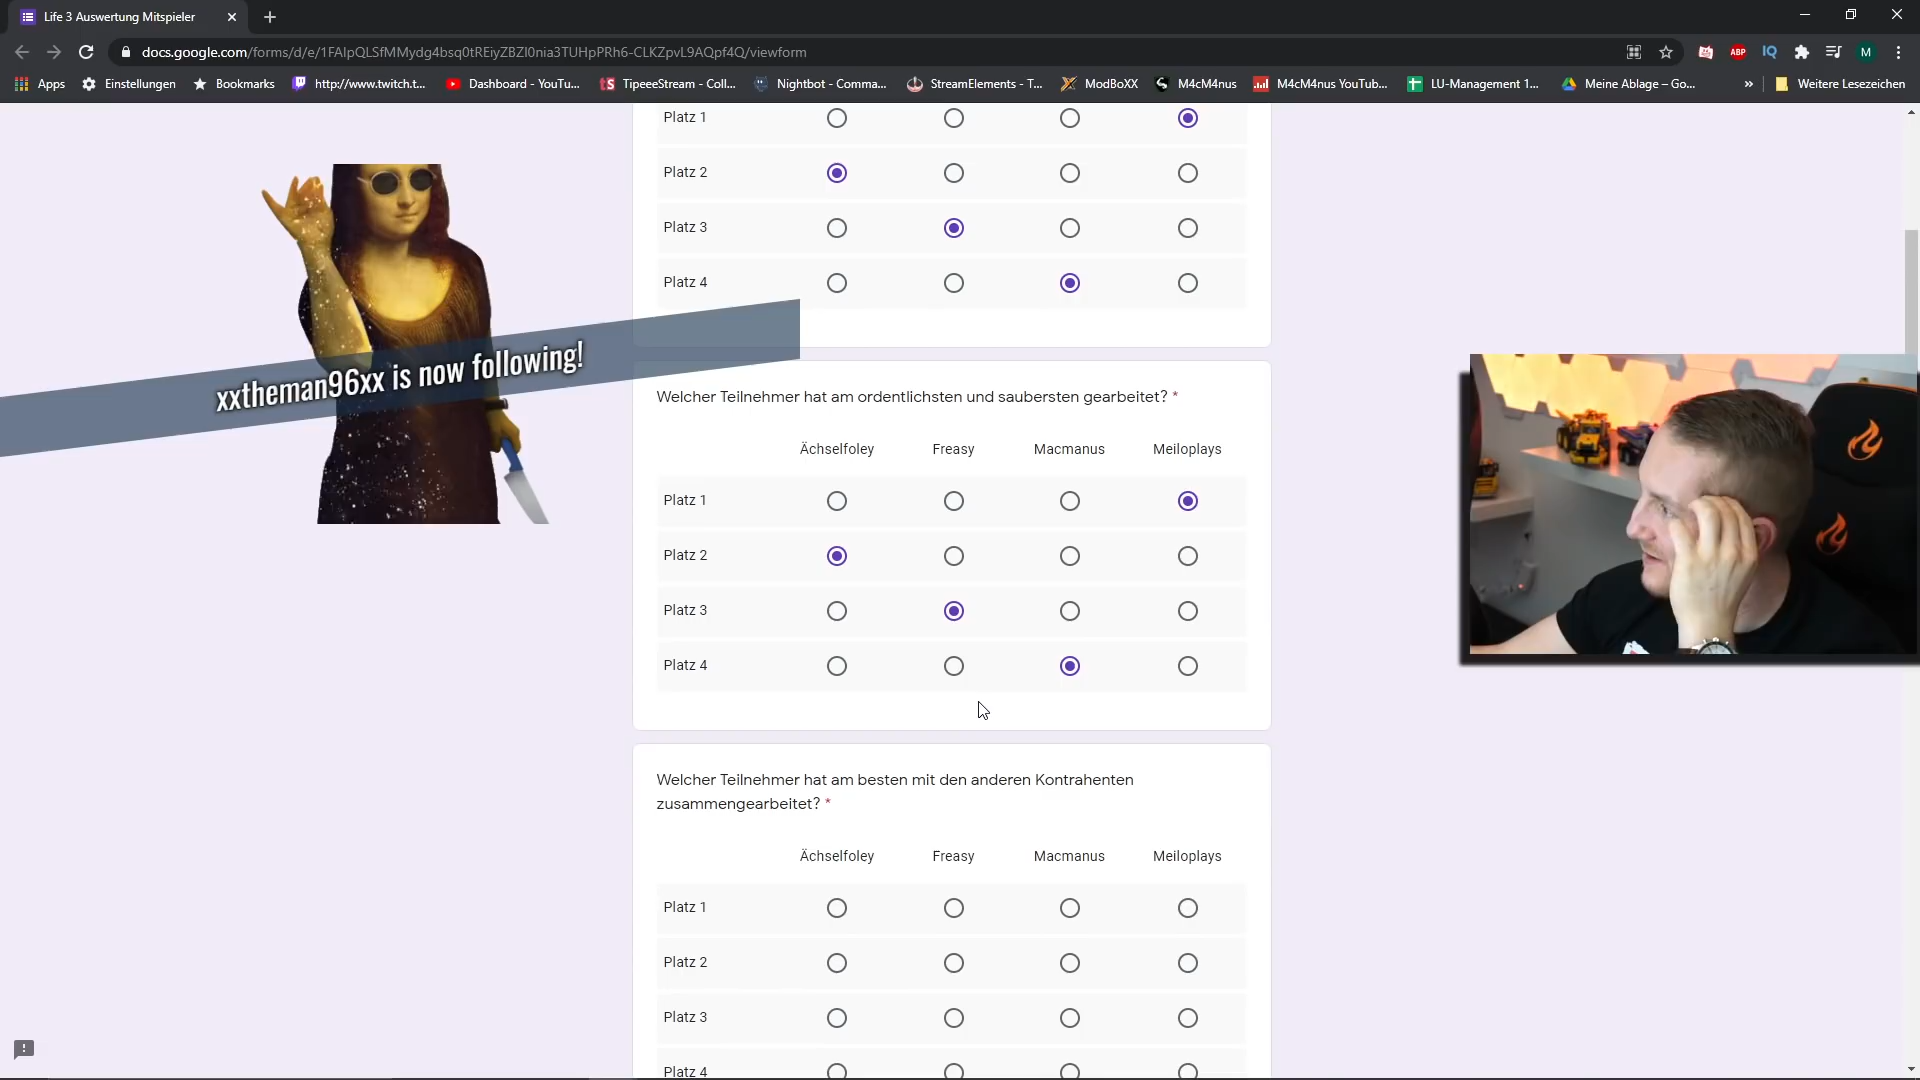 Life 3 Auswertung Mitspieler
docs.google.com/forms/d/e/1FAIpQLSfMMydg4bsq0tREiyZBZI0nia3TUHpPRh6-CLKZpvL9AQpf4Q/viewform
ABP
IQ
M
Apps
Einstellungen
Bookmarks
http://www.twitch.t...
Dashboard - YouTu...
TipeeeStream - Coll...
Nightbot - Comma...
StreamElements - T...
ModBoXX
M4cM4nus
M4cM4nus YouTub...
LU-Management 1...
Meine Ablage – Go...
»
Weitere Lesezeichen
Platz 1
Platz 2
Platz 3
Platz 4
xxtheman96xx is now following!
Welcher Teilnehmer hat am ordentlichsten und saubersten gearbeitet? *
Ächselfoley
Freasy
Macmanus
Meiloplays
Platz 1
Platz 2
Platz 3
Platz 4
Welcher Teilnehmer hat am besten mit den anderen Kontrahenten
zusammengearbeitet? *
Ächselfoley
Freasy
Macmanus
Meiloplays
Platz 1
Platz 2
Platz 3
Platz 4